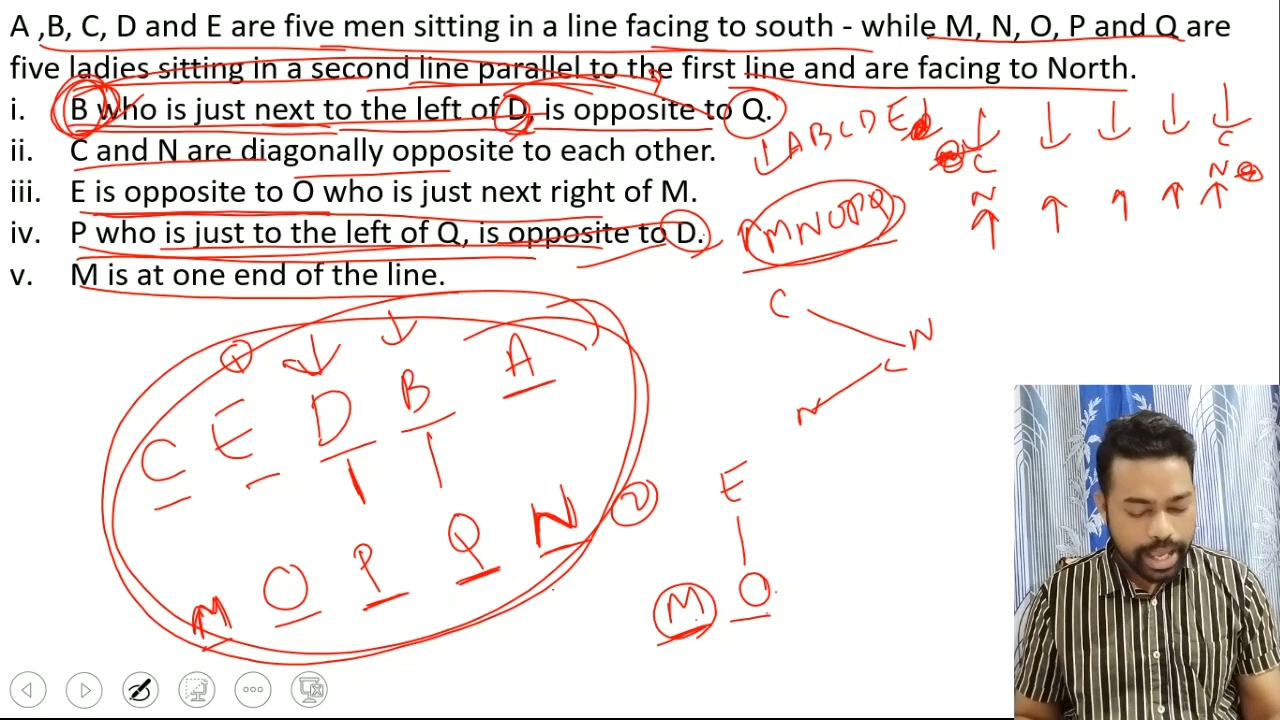 A ,B, C, D and E are five men sitting in a line facing to south - while M, N, O, P and Q are
five ladies sitting in a second line parallel to the first line and are facing to North.
i. B who is just next to the left of D, is opposite to Q.
ii. C and N are diagonally opposite to each other.
iii. E is opposite to O who is just next right of M.
iv. P who is just to the left of Q, is opposite to D.
v. M is at one end of the line.
A B C D E
C C
N N
M N O P Q
C N
N C
1
C E D B A
M O P Q N
2
E
M O